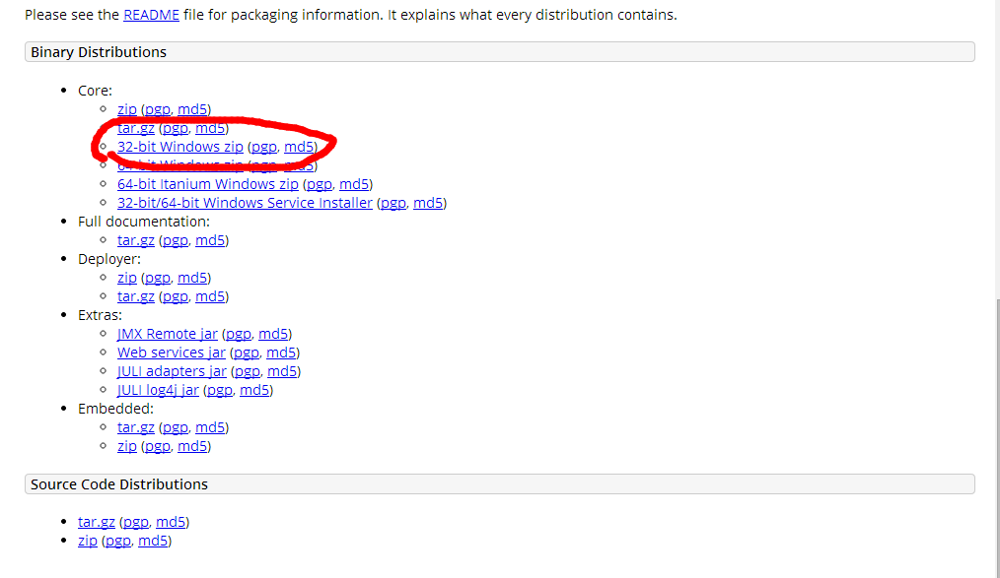 Please see the README file for packaging information. It explains what every distribution contains.
Binary Distributions
Core:
zip (pgp, md5)
tar.gz (pgp, md5)
32-bit Windows zip (pgp, md5)
64-bit Windows zip (pgp, md5)
64-bit Itanium Windows zip (pgp, md5)
32-bit/64-bit Windows Service Installer (pgp, md5)
Full documentation:
tar.gz (pgp, md5)
Deployer:
zip (pgp, md5)
tar.gz (pgp, md5)
Extras:
JMX Remote jar (pgp, md5)
Web services jar (pgp, md5)
JULI adapters jar (pgp, md5)
JULI log4j jar (pgp, md5)
Embedded:
tar.gz (pgp, md5)
zip (pgp, md5)
Source Code Distributions
tar.gz (pgp, md5)
zip (pgp, md5)